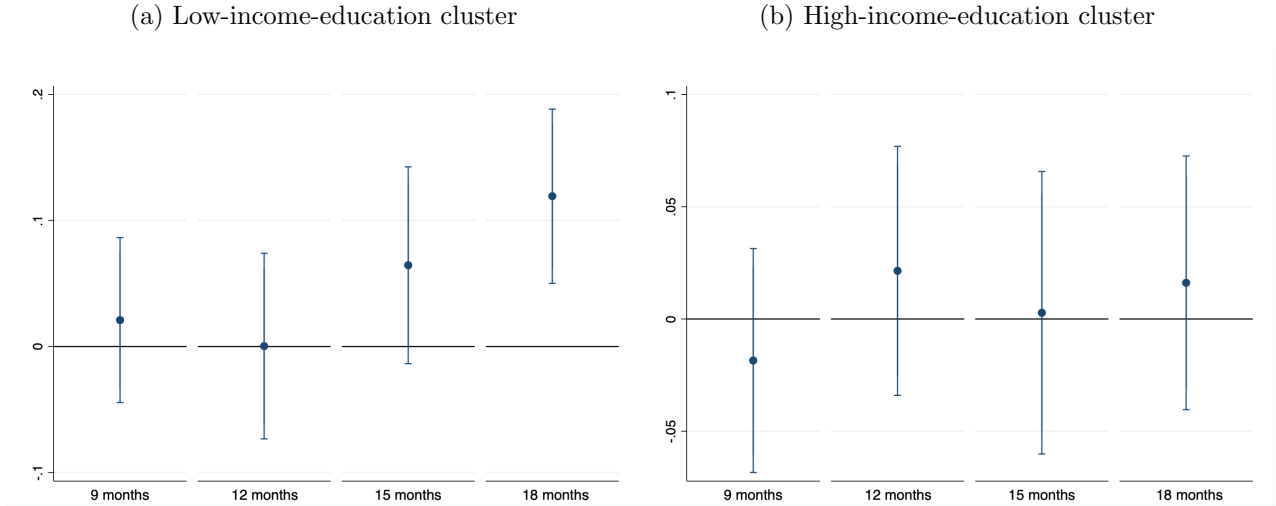 (a) Low-income-education cluster
.2
.1
0
-.1
9 months
12 months
15 months
18 months
(b) High-income-education cluster
.1
.05
0
-.05
9 months
12 months
15 months
18 months